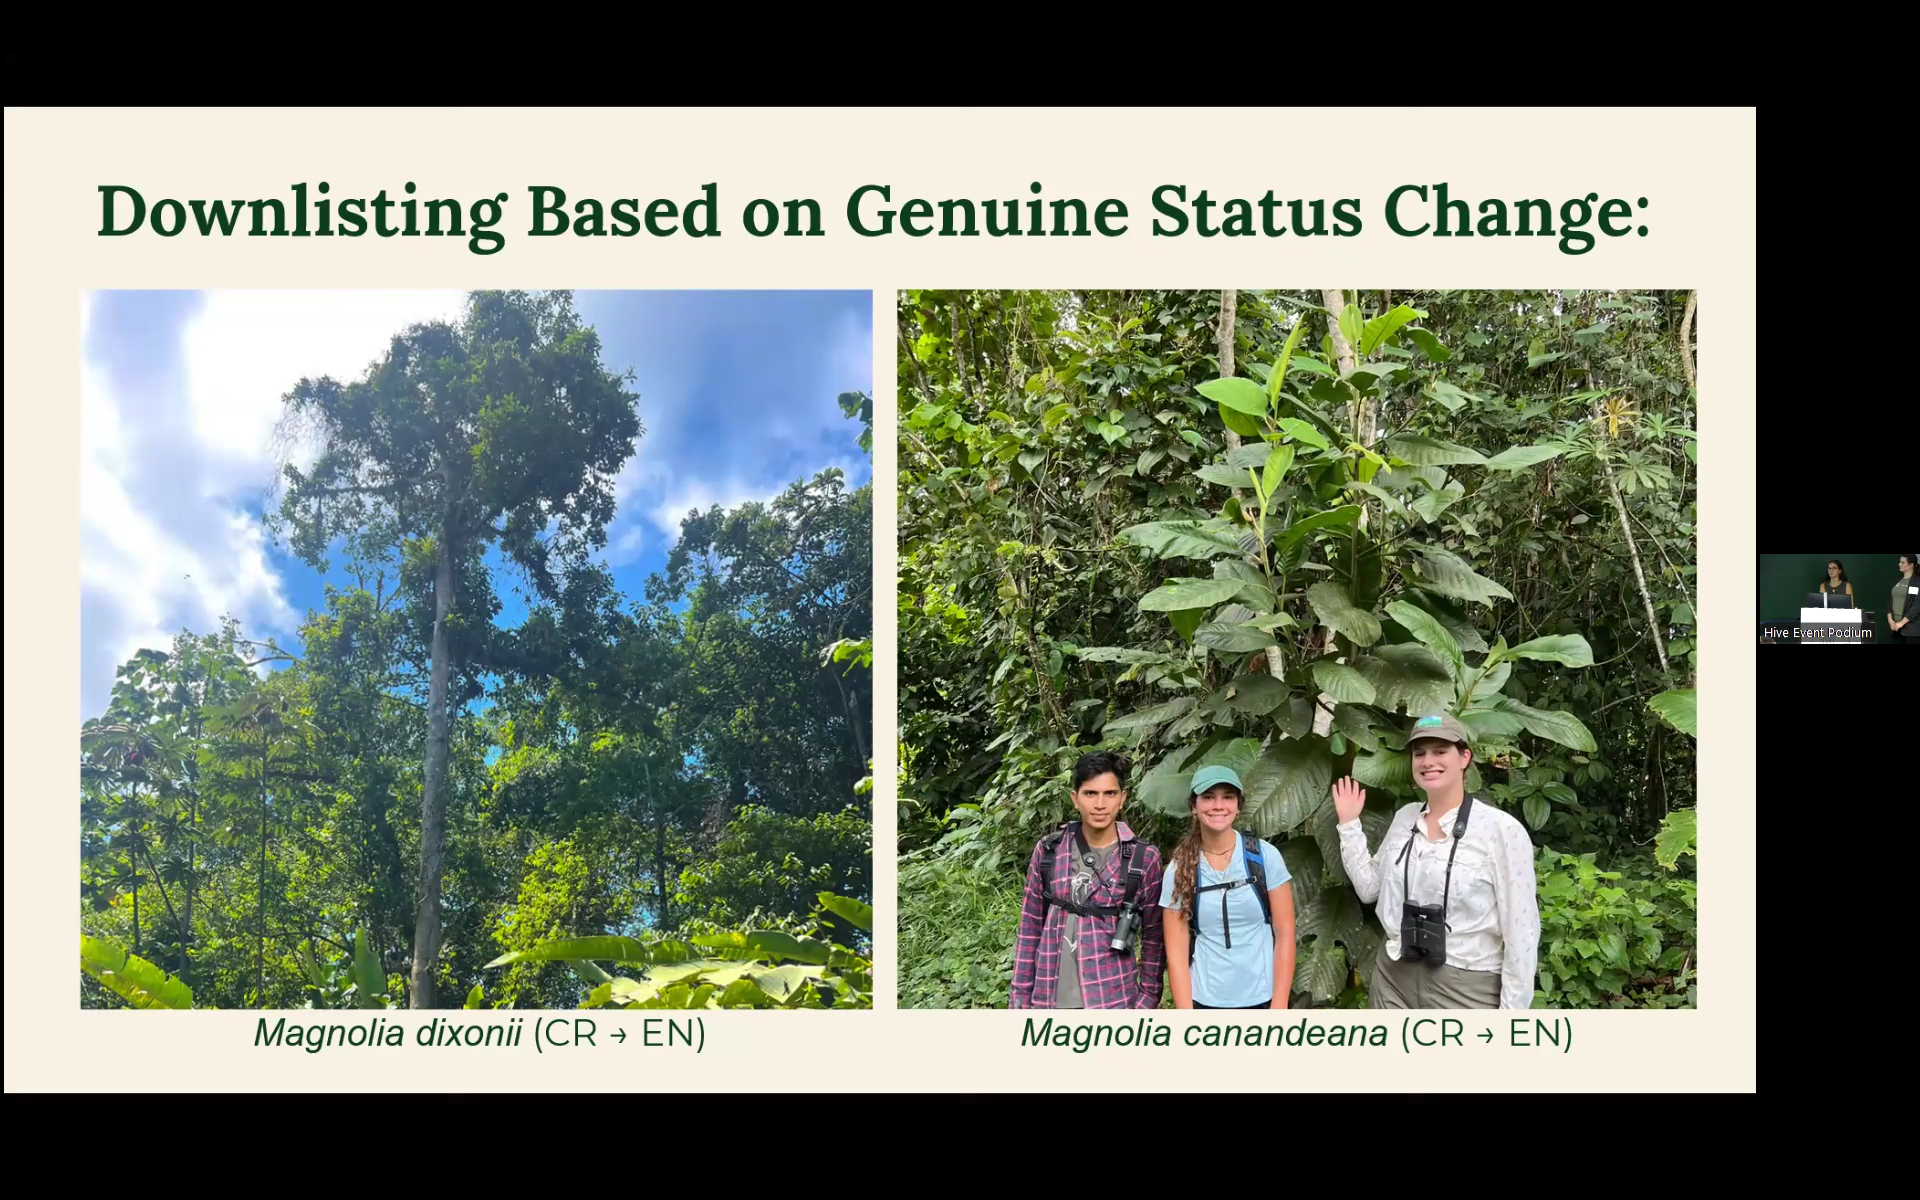 Downlisting Based on Genuine Status Change:
Magnolia dixonii (CR → EN)
Magnolia canandeana (CR → EN)
Hive Event Podium